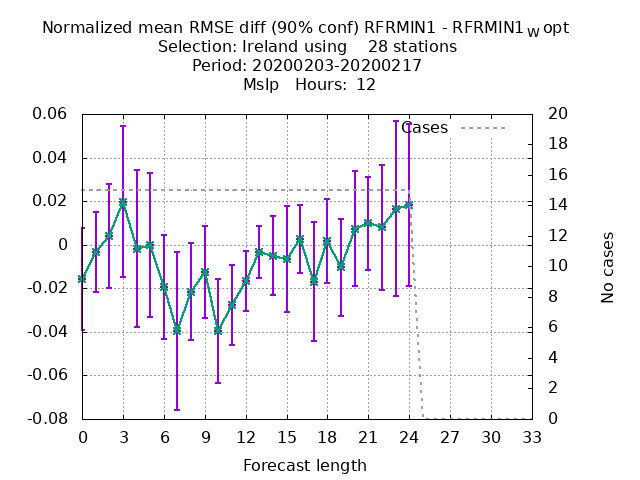 Normalized mean RMSE diff (90% conf) RFRMIN1 - RFRMIN1wopt
Selection: Ireland using    28 stations
Period: 20200203-20200217
Mslp   Hours: 12
Cases
0.06
0.04
0.02
0
-0.02
-0.04
-0.06
-0.08
20
18
16
14
12
10
8
6
4
2
0
No cases
0 3 6 9 12 15 18 21 24 27 30 33
Forecast length